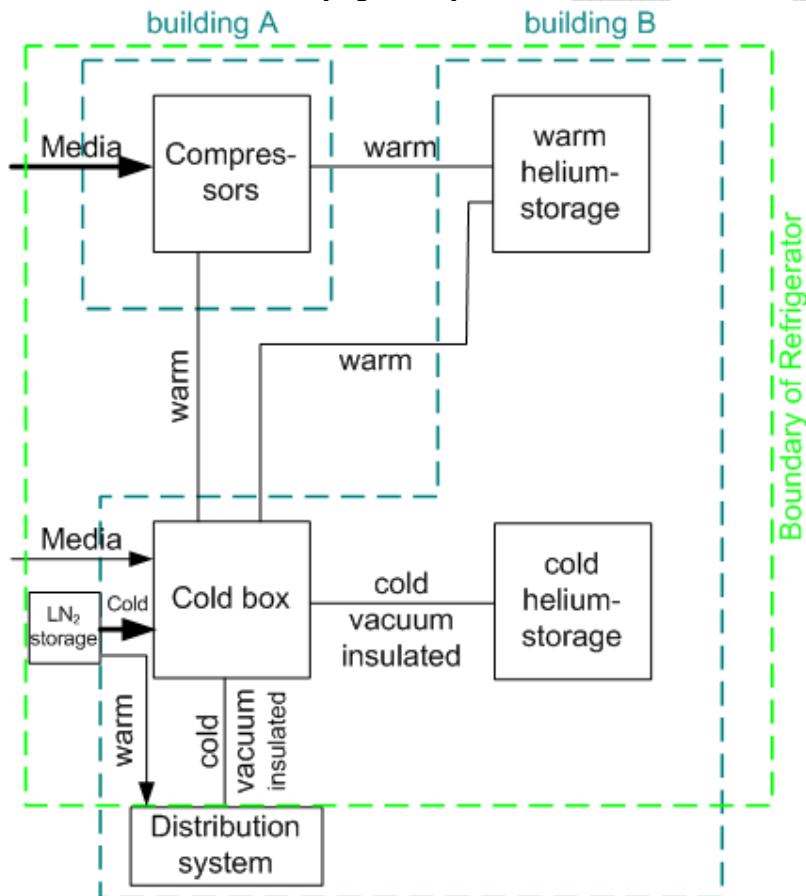 building A
building B
Media
Compres-
sors
warm
warm
helium-
storage
Boundary of Refrigerator
warm
warm
Media
Cold box
cold
vacuum
insulated
cold
helium-
storage
LN₂
storage
Cold
warm
cold
vacuum
insulated
Distribution
system